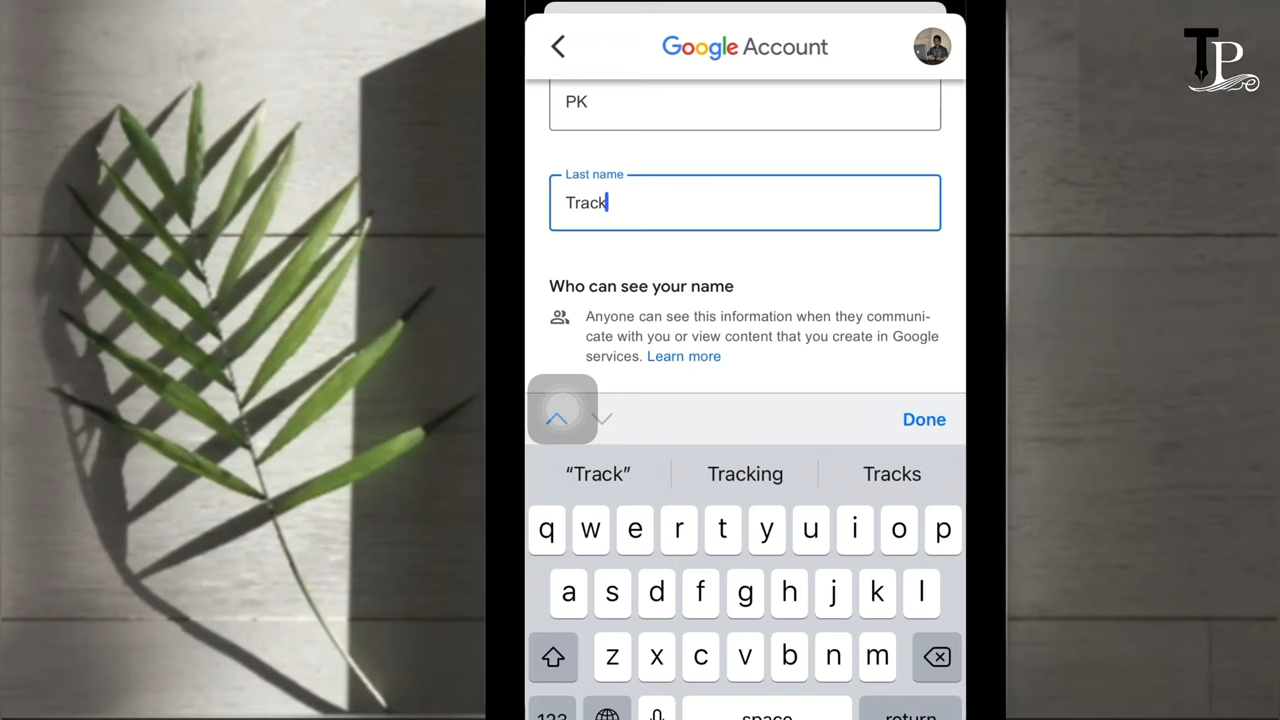 Google Account
TP
PK
Last name
Track
Who can see your name
Anyone can see this information when they communi-
cate with you or view content that you create in Google
services. Learn more
Done
“Track” Tracking Tracks
q w e r t y u i o p
a s d f g h j k l
z x c v b n m
123 space return